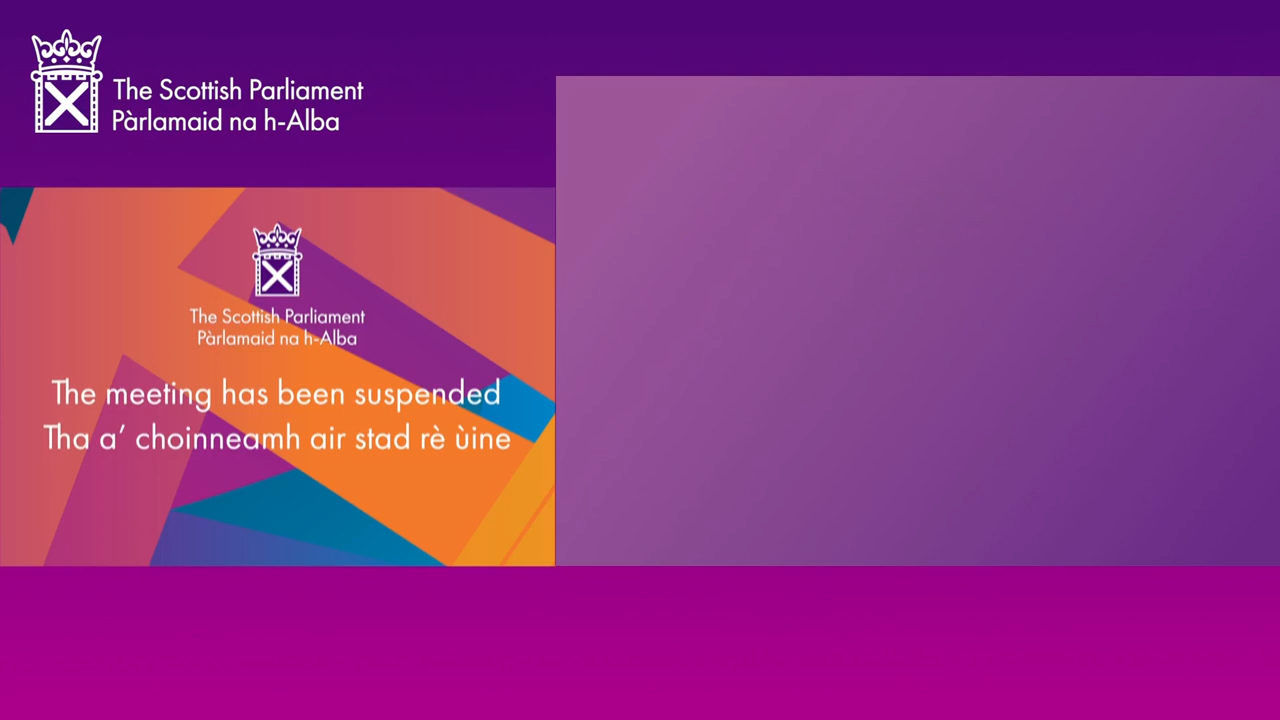 The Scottish Parliament
Pàrlamaid na h-Alba
The Scottish Parliament
Pàrlamaid na h-Alba
The meeting has been suspended
Tha a’ choinneamh air stad rè ùine